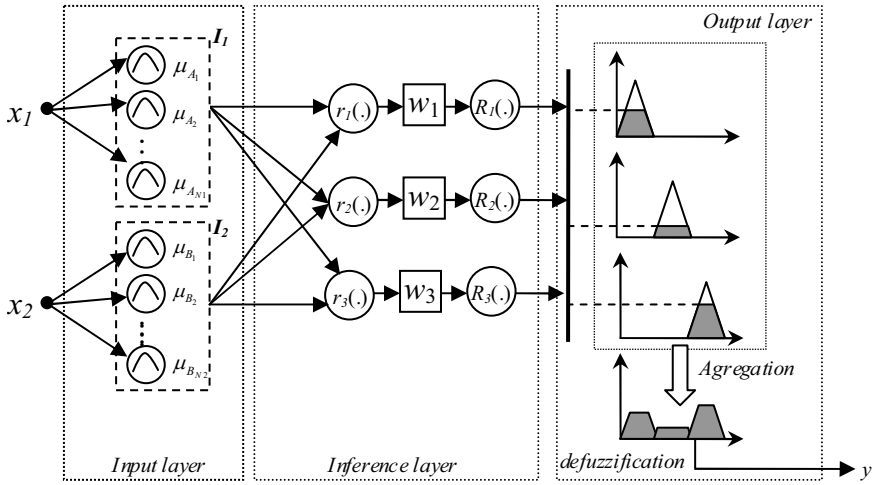 I1
Output layer
μA1
x1
μA2
μAN1
r1(.)
w1
R1(.)
I2
μB1
r2(.)
w2
R2(.)
x2
μB2
μBN2
r3(.)
w3
R3(.)
Agregation
Input layer
Inference layer
defuzzification
y